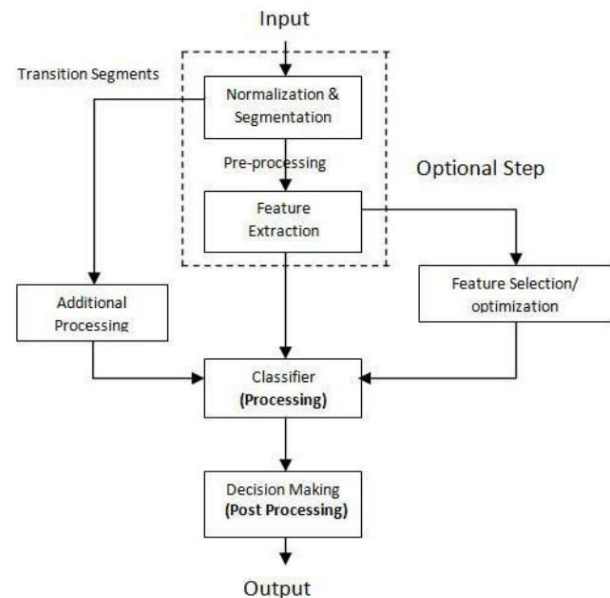 Input
Transition Segments
Normalization &
Segmentation
Pre-processing
Optional Step
Feature
Extraction
Feature Selection/
optimization
Additional
Processing
Classifier
(Processing)
Decision Making
(Post Processing)
Output